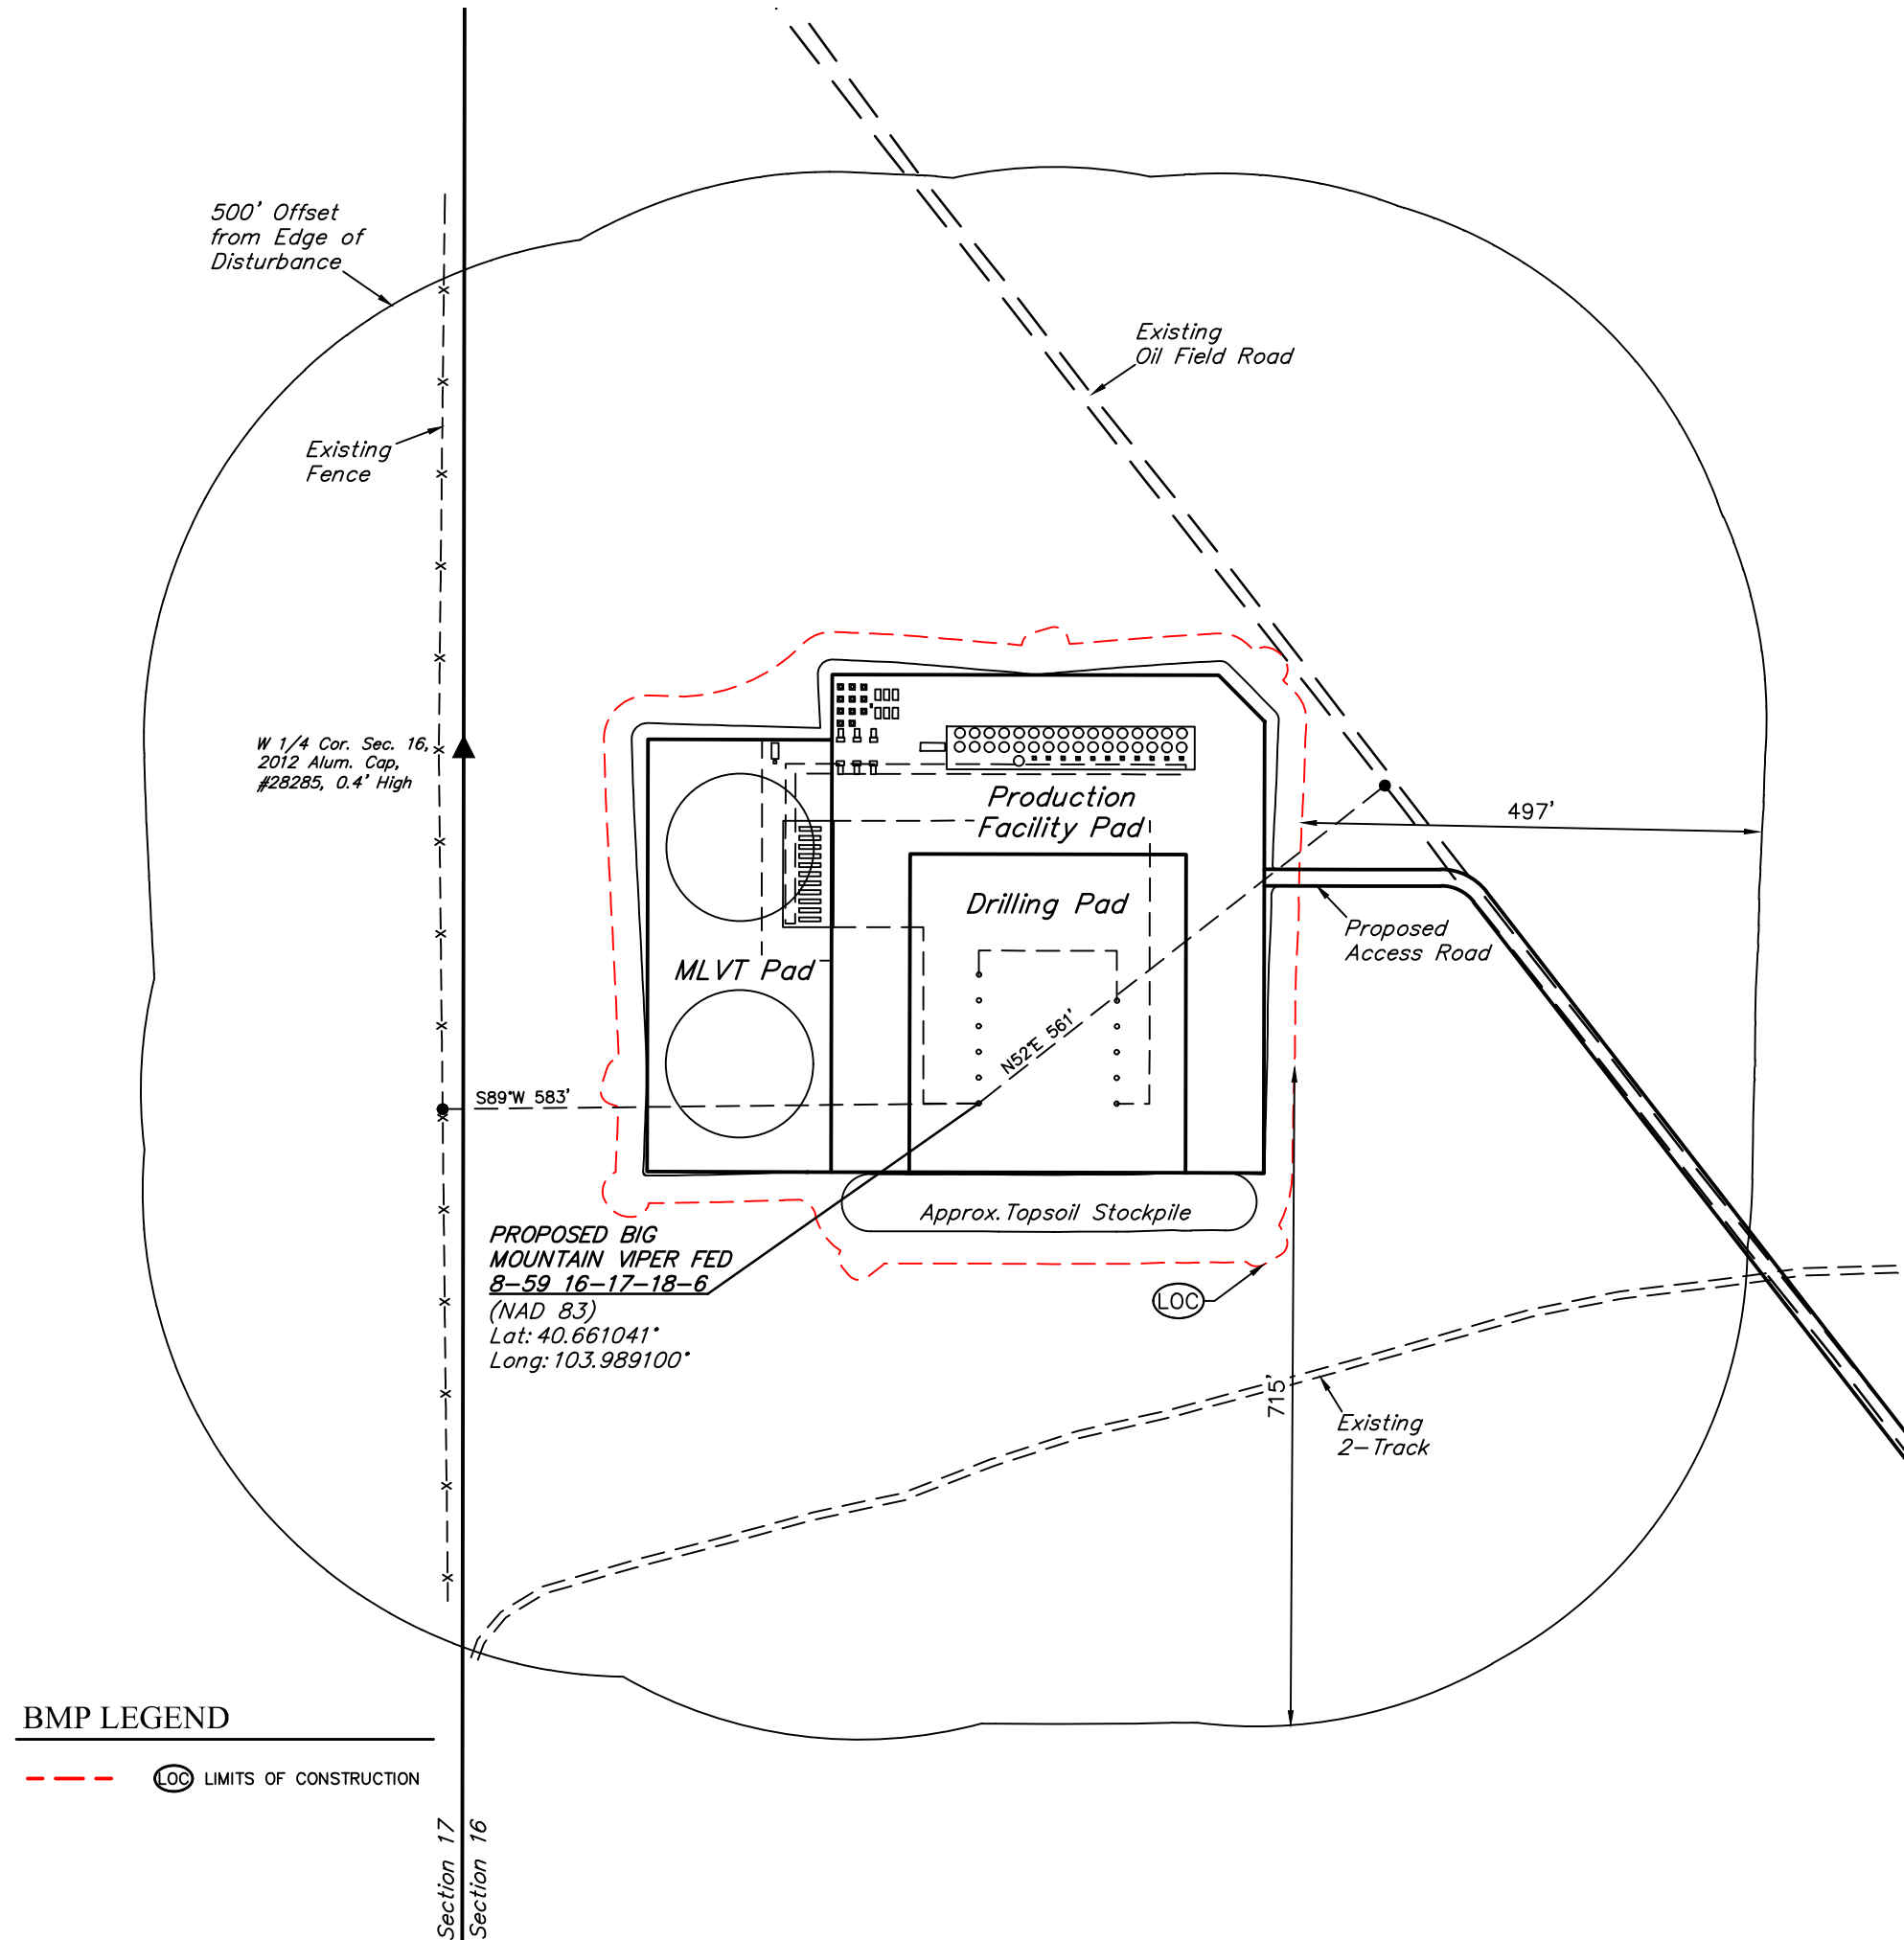 500' Offset
from Edge of
Disturbance
Existing
Oil Field Road
Existing
Fence
W 1/4 Cor. Sec. 16,
2012 Alum. Cap,
#28285, 0.4' High
Production
Facility Pad
497'
Drilling Pad
Proposed
Access Road
MLVT Pad
N52°E 561'
S89°W 583'
Approx. Topsoil Stockpile
PROPOSED BIG
MOUNTAIN VIPER FED
8-59 16-17-18-6
(NAD 83)
Lat: 40.661041°
Long: 103.989100°
LOC
715'
Existing
2-Track
BMP LEGEND
LOC LIMITS OF CONSTRUCTION
Section 17
Section 16